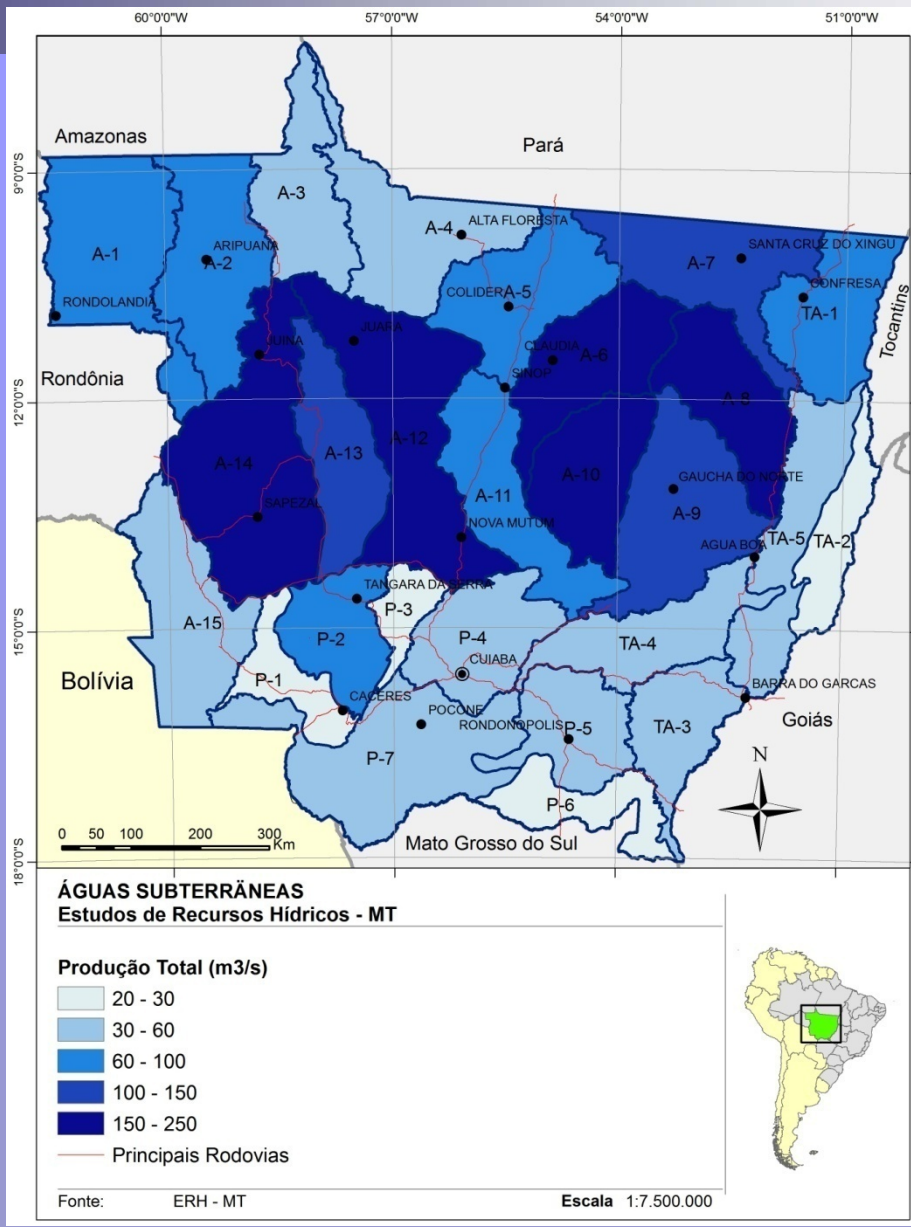 60°0'0"W 57°0'0"W 54°0'0"W 51°0'0"W
Amazonas
Pará
9°0'0"S
A-3
A-4
ALTA FLORESTA
A-1
ARIPUANA
A-2
A-7
SANTA CRUZ DO XINGU
RONDOLANDIA
COLIDER
A-5
CONFRESA
TA-1
Tocantins
JUINA
JUARA
CLAUDIA
A-6
SINOP
Rondônia
12°0'0"S
A-8
A-14
A-13
A-12
A-10
GAUCHA DO NORTE
SAPEZAL
A-11
A-9
NOVA MUTUM
AGUA BOA
TA-5
TA-2
TANGARA DA SERRA
P-3
A-15
15°0'0"S
P-2
P-4
TA-4
CUIABA
Bolívia
P-1
CACERES
BARRA DO GARCAS
Goiás
POCONE
RONDONOPOLIS
P-5
TA-3
P-7
N
P-6
0 50 100 200 300
Km
Mato Grosso do Sul
18°0'0"S
ÁGUAS SUBTERRÄNEAS
Estudos de Recursos Hídricos - MT
Produção Total (m3/s)
20 - 30
30 - 60
60 - 100
100 - 150
150 - 250
Principais Rodovias
Fonte: ERH - MT Escala 1:7.500.000